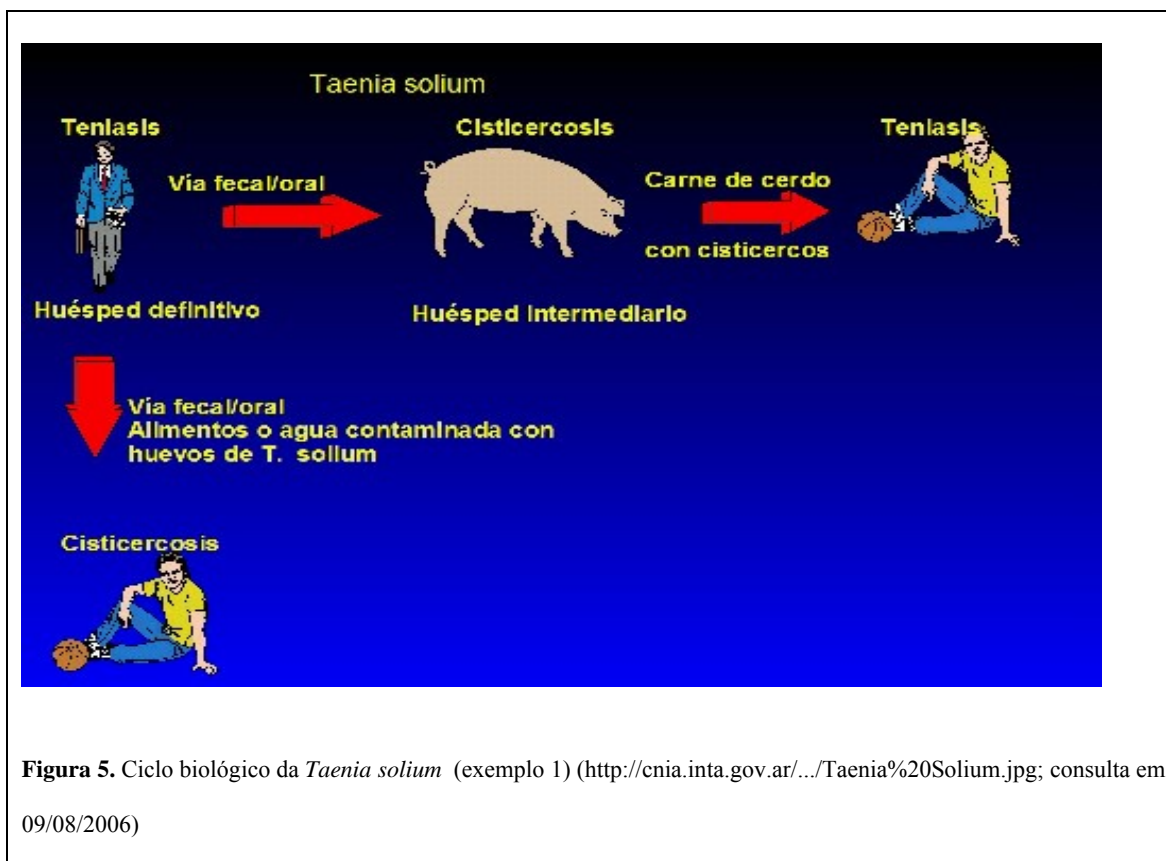 Taenia solium
Teniasis
Cisticercosis
Teniasis
Vía fecal/oral
Carne de cerdo
con cisticercos
Huésped definitivo
Huésped intermediario
Vía fecal/oral
Alimentos o agua contaminada con
huevos de T. solium
Cisticercosis
Figura 5. Ciclo biológico da Taenia solium (exemplo 1) (http://cnia.inta.gov.ar/.../Taenia%20Solium.jpg; consulta em
09/08/2006)